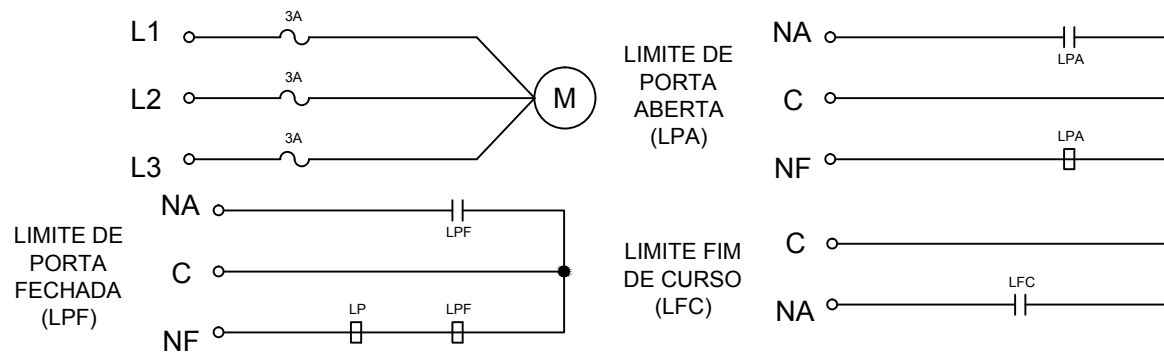 L1
3A
L2
3A
M
L3
3A
LIMITE DE
PORTA
ABERTA
(LPA)
NA
LPA
C
LPA
NF
LIMITE DE
PORTA
FECHADA
(LPF)
NA
LPF
C
LP
LPF
NF
LIMITE FIM
DE CURSO
(LFC)
C
LFC
NA